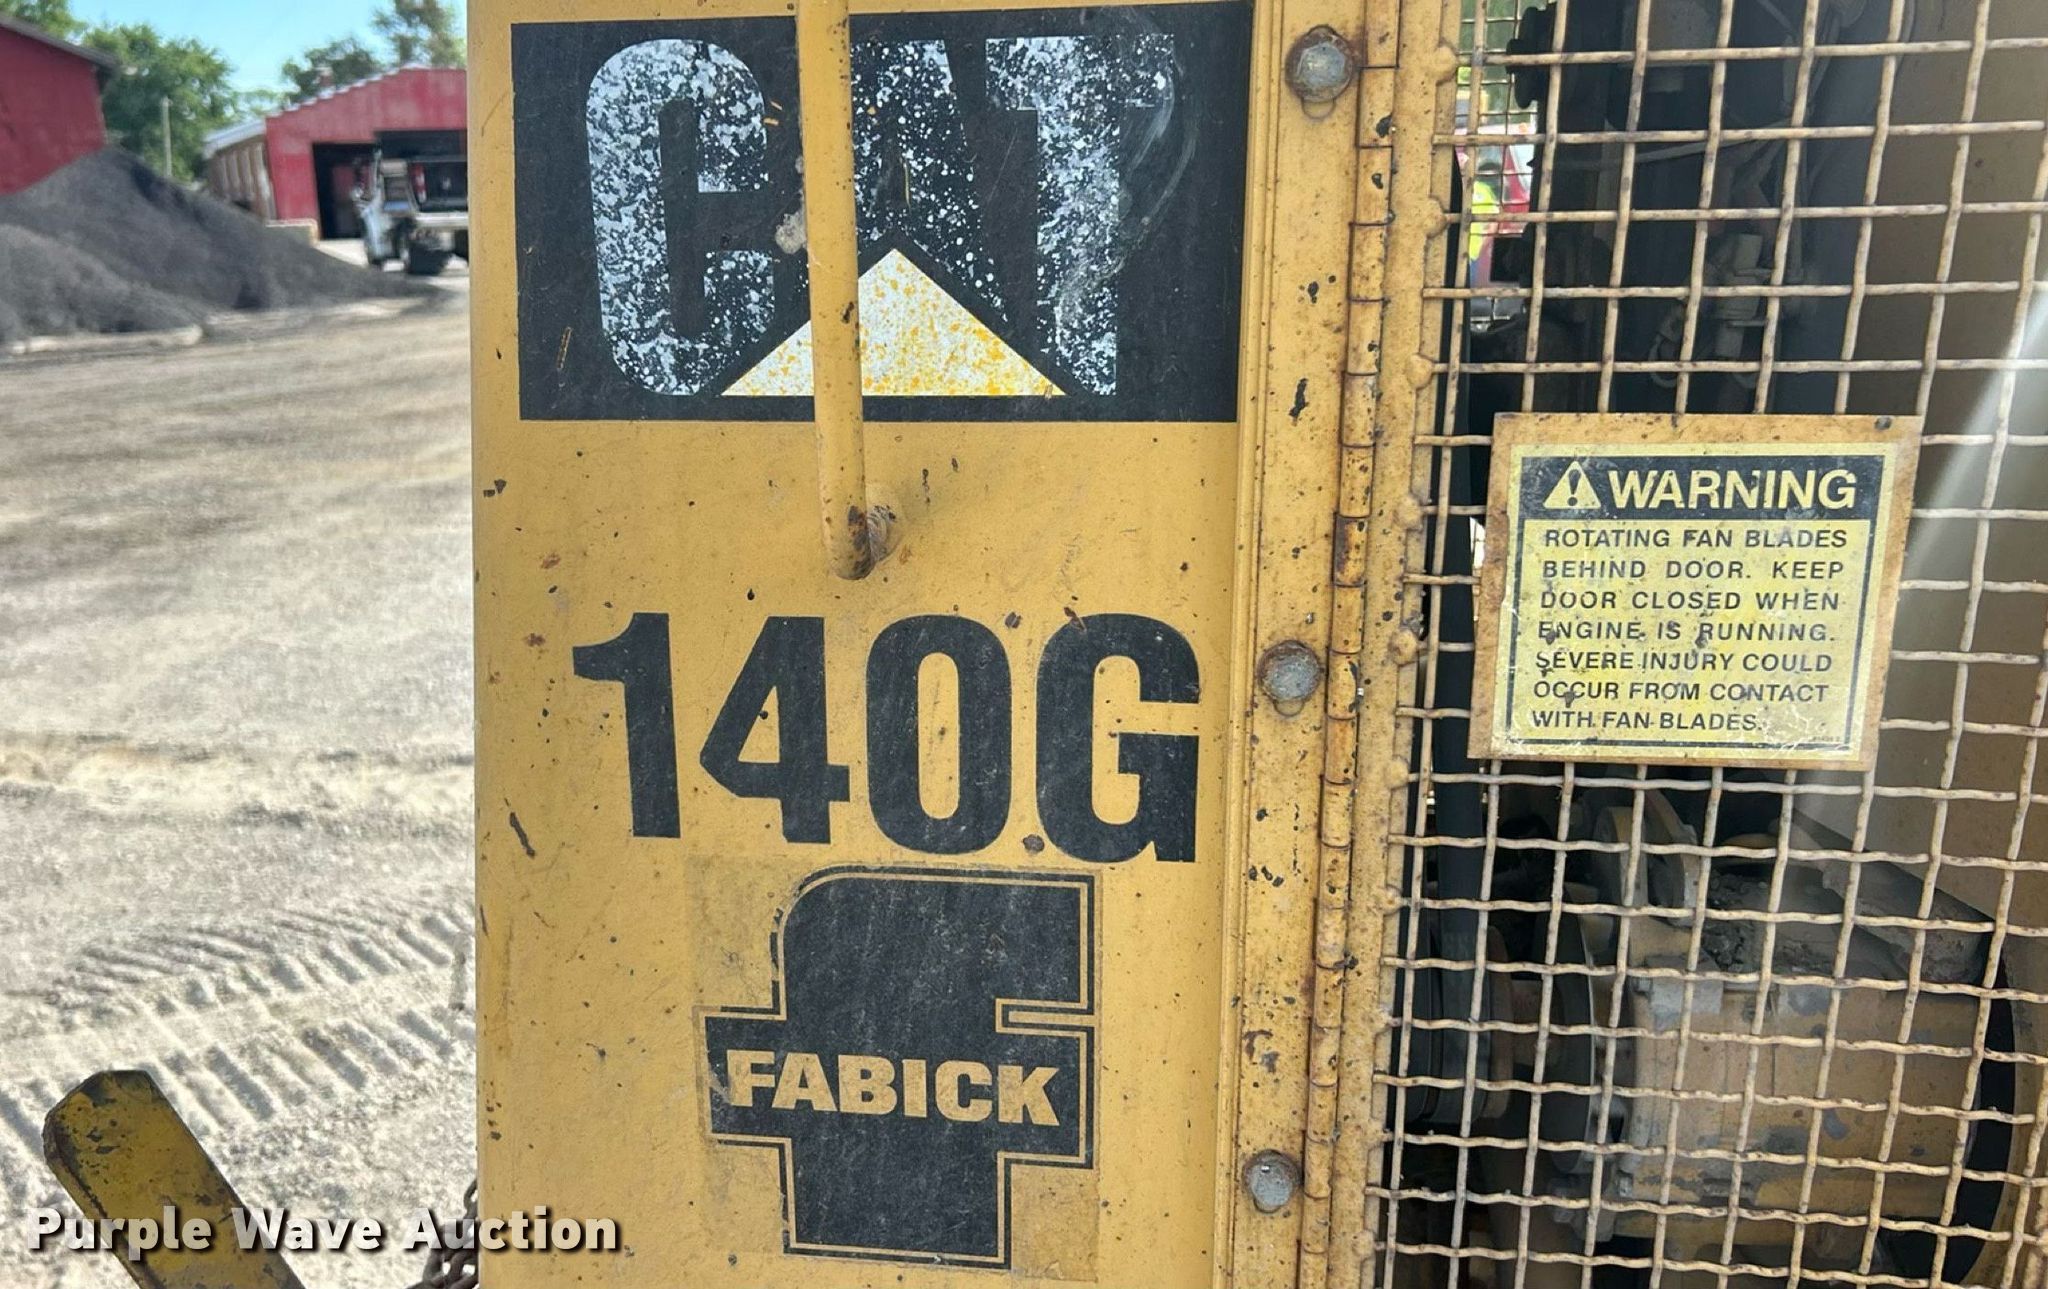 CAT
140G
FABICK
WARNING
ROTATING FAN BLADES
BEHIND DOOR. KEEP
DOOR CLOSED WHEN
ENGINE IS RUNNING.
SEVERE INJURY COULD
OCCUR FROM CONTACT
WITH FAN BLADES.
Purple Wave Auction